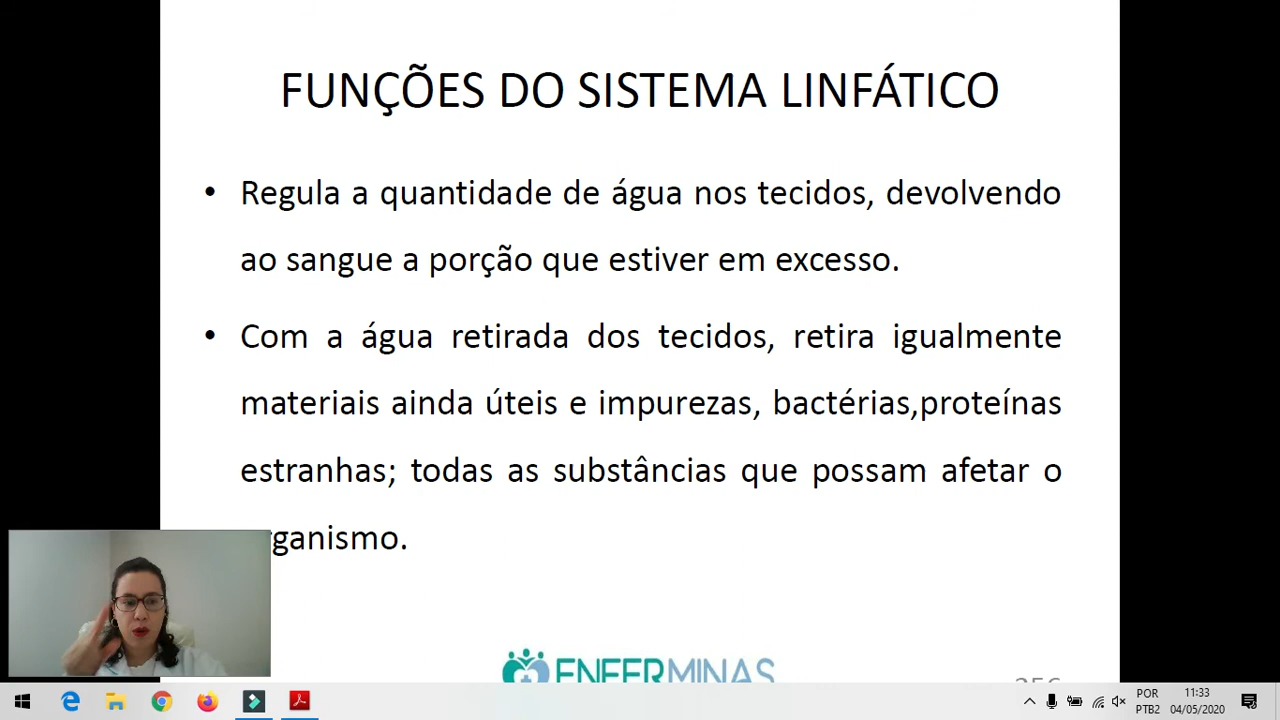 FUNÇÕES DO SISTEMA LINFÁTICO
• Regula a quantidade de água nos tecidos, devolvendo
ao sangue a porção que estiver em excesso.
• Com a água retirada dos tecidos, retira igualmente
materiais ainda úteis e impurezas, bactérias,proteínas
estranhas; todas as substâncias que possam afetar o
rganismo.
ENFERMINAS
POR
PTB2
11:33
04/05/2020